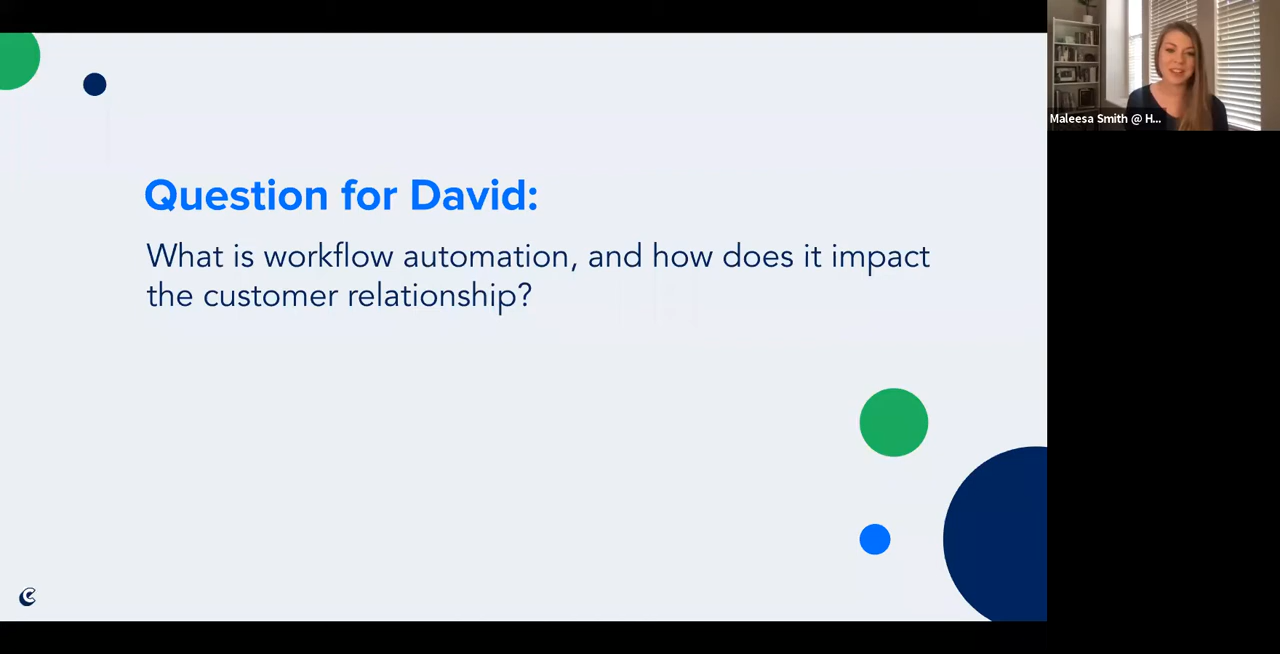 Maleesa Smith @ H...
Question for David:
What is workflow automation, and how does it impact
the customer relationship?